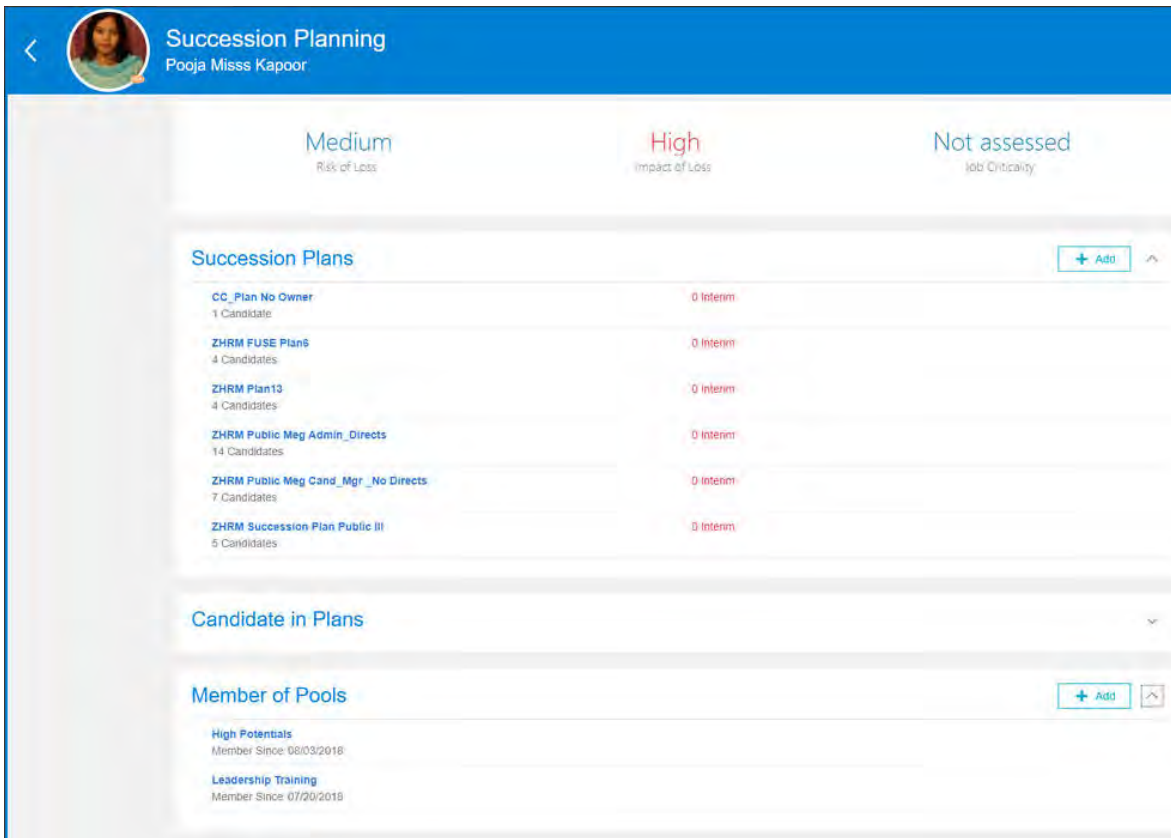 Succession Planning
Pooja Misss Kapoor
Medium
Risk of Loss
High
Impact of Loss
Not assessed
Job Criticality
Succession Plans
+ Add
CC_Plan No Owner
1 Candidate
0 Interim
ZHRM FUSE Plan6
4 Candidates
0 Interim
ZHRM Plan13
4 Candidates
0 Interim
ZHRM Public Meg Admin_Directs
14 Candidates
0 Interim
ZHRM Public Meg Cand_Mgr _No Directs
7 Candidates
0 Interim
ZHRM Succession Plan Public III
5 Candidates
0 Interim
Candidate in Plans
Member of Pools
+ Add
High Potentials
Member Since 08/03/2018
Leadership Training
Member Since 07/20/2018